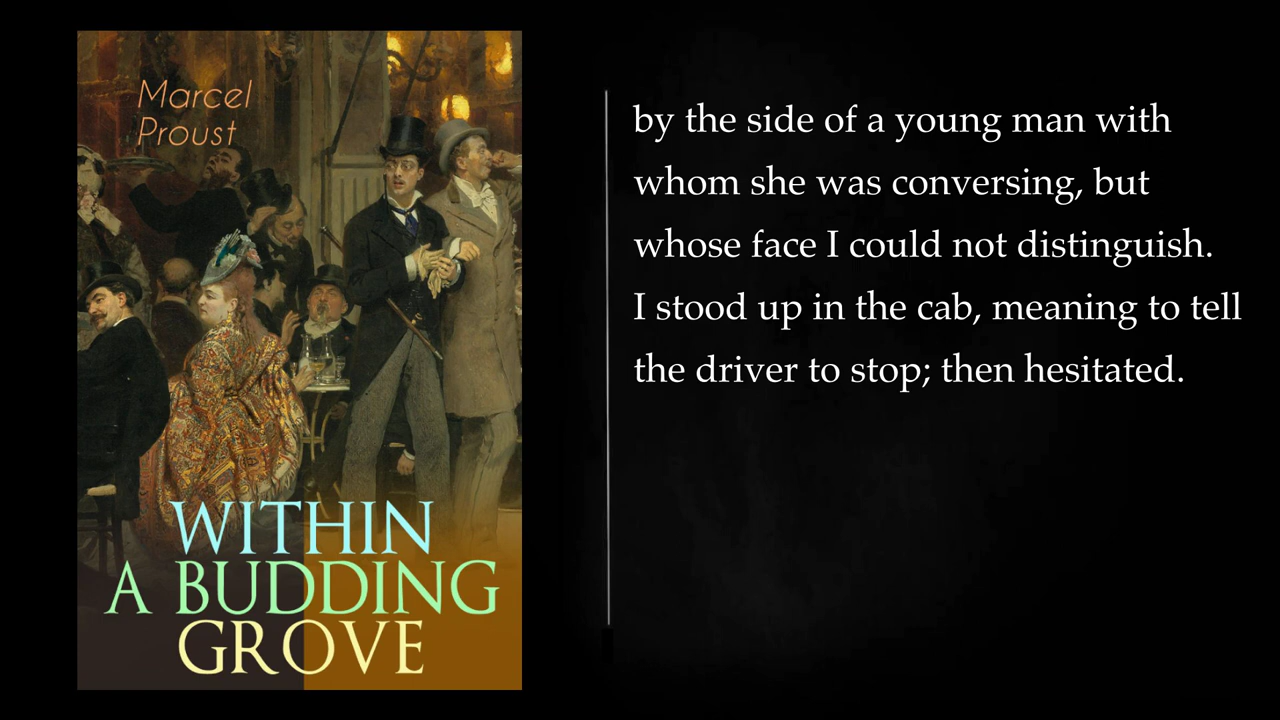 Marcel
Proust
WITHIN
A BUDDING
GROVE
by the side of a young man with
whom she was conversing, but
whose face I could not distinguish.
I stood up in the cab, meaning to tell
the driver to stop; then hesitated.